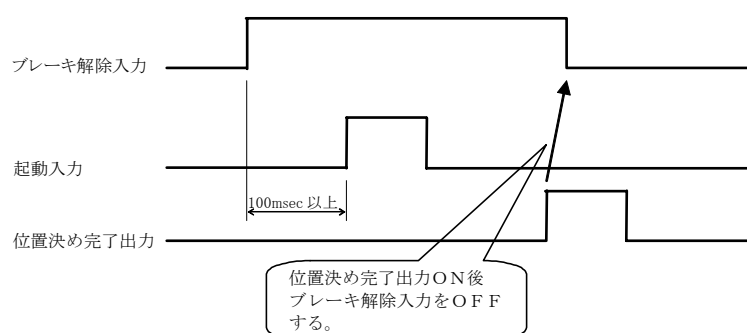 ブレーキ解除入力
起動入力
100msec 以上
位置決め完了出力
位置決め完了出力ON後
ブレーキ解除入力をOFF
する。